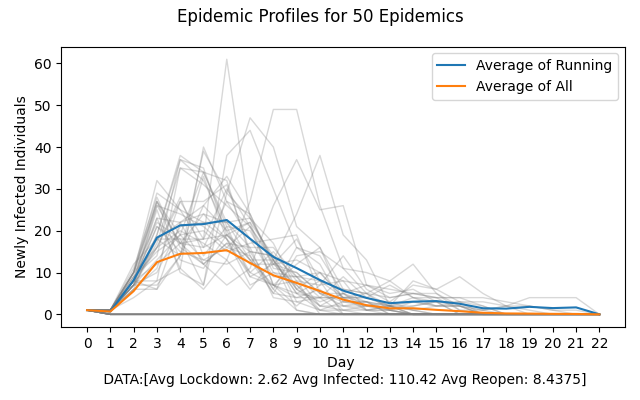 Epidemic Profiles for 50 Epidemics
Average of Running
Average of All
Newly Infected Individuals
60
50
40
30
20
10
0
0 1 2 3 4 5 6 7 8 9 10 11 12 13 14 15 16 17 18 19 20 21 22
Day
DATA:[Avg Lockdown: 2.62 Avg Infected: 110.42 Avg Reopen: 8.4375]